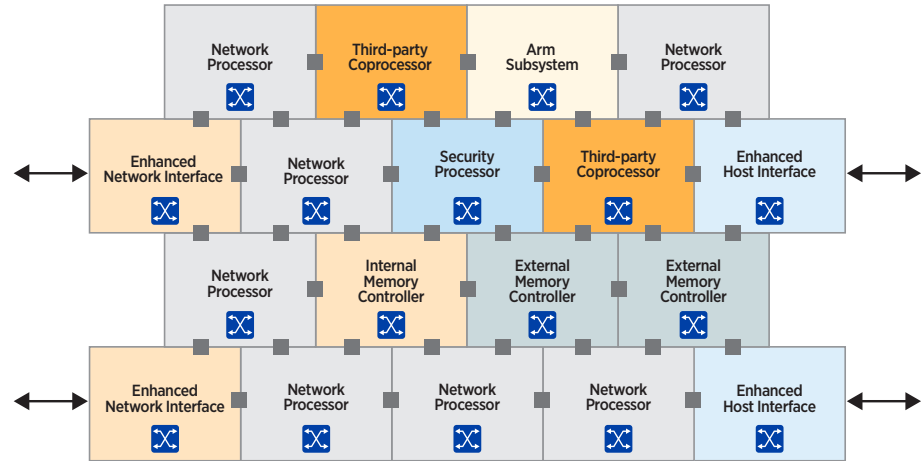 Network
Processor
Third-party
Coprocessor
Arm
Subsystem
Network
Processor
Enhanced
Network Interface
Network
Processor
Security
Processor
Third-party
Coprocessor
Enhanced
Host Interface
Network
Processor
Internal
Memory
Controller
External
Memory
Controller
External
Memory
Controller
Enhanced
Network Interface
Network
Processor
Network
Processor
Network
Processor
Enhanced
Host Interface